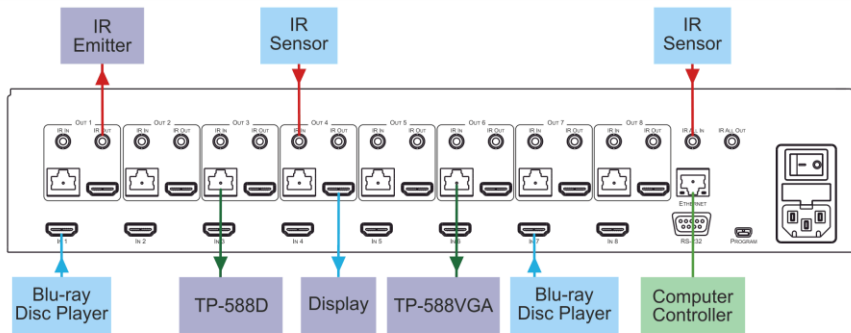 IR Emitter
IR Sensor
IR Sensor
OUT 1 OUT 2 OUT 3 OUT 4 OUT 5 OUT 6 OUT 7 OUT 8
IR IN IR OUT IR IN IR OUT IR IN IR OUT IR IN IR OUT IR IN IR OUT IR IN IR OUT IR IN IR OUT IR IN IR OUT IR ALL IN IR ALL OUT
ETHERNET
IN 1 IN 2 IN 3 IN 4 IN 5 IN 6 IN 7 IN 8 RS-232 PROGRAM
Blu-ray Disc Player
TP-588D
Display
TP-588VGA
Blu-ray Disc Player
Computer Controller